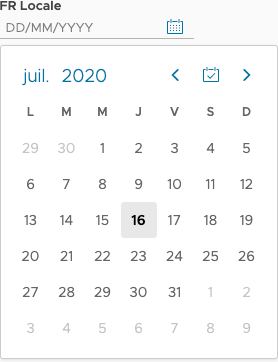 FR Locale
DD/MM/YYYY
juil. 2020
L M M J V S D
29 30 1 2 3 4 5
6 7 8 9 10 11 12
13 14 15 16 17 18 19
20 21 22 23 24 25 26
27 28 29 30 31 1 2
3 4 5 6 7 8 9